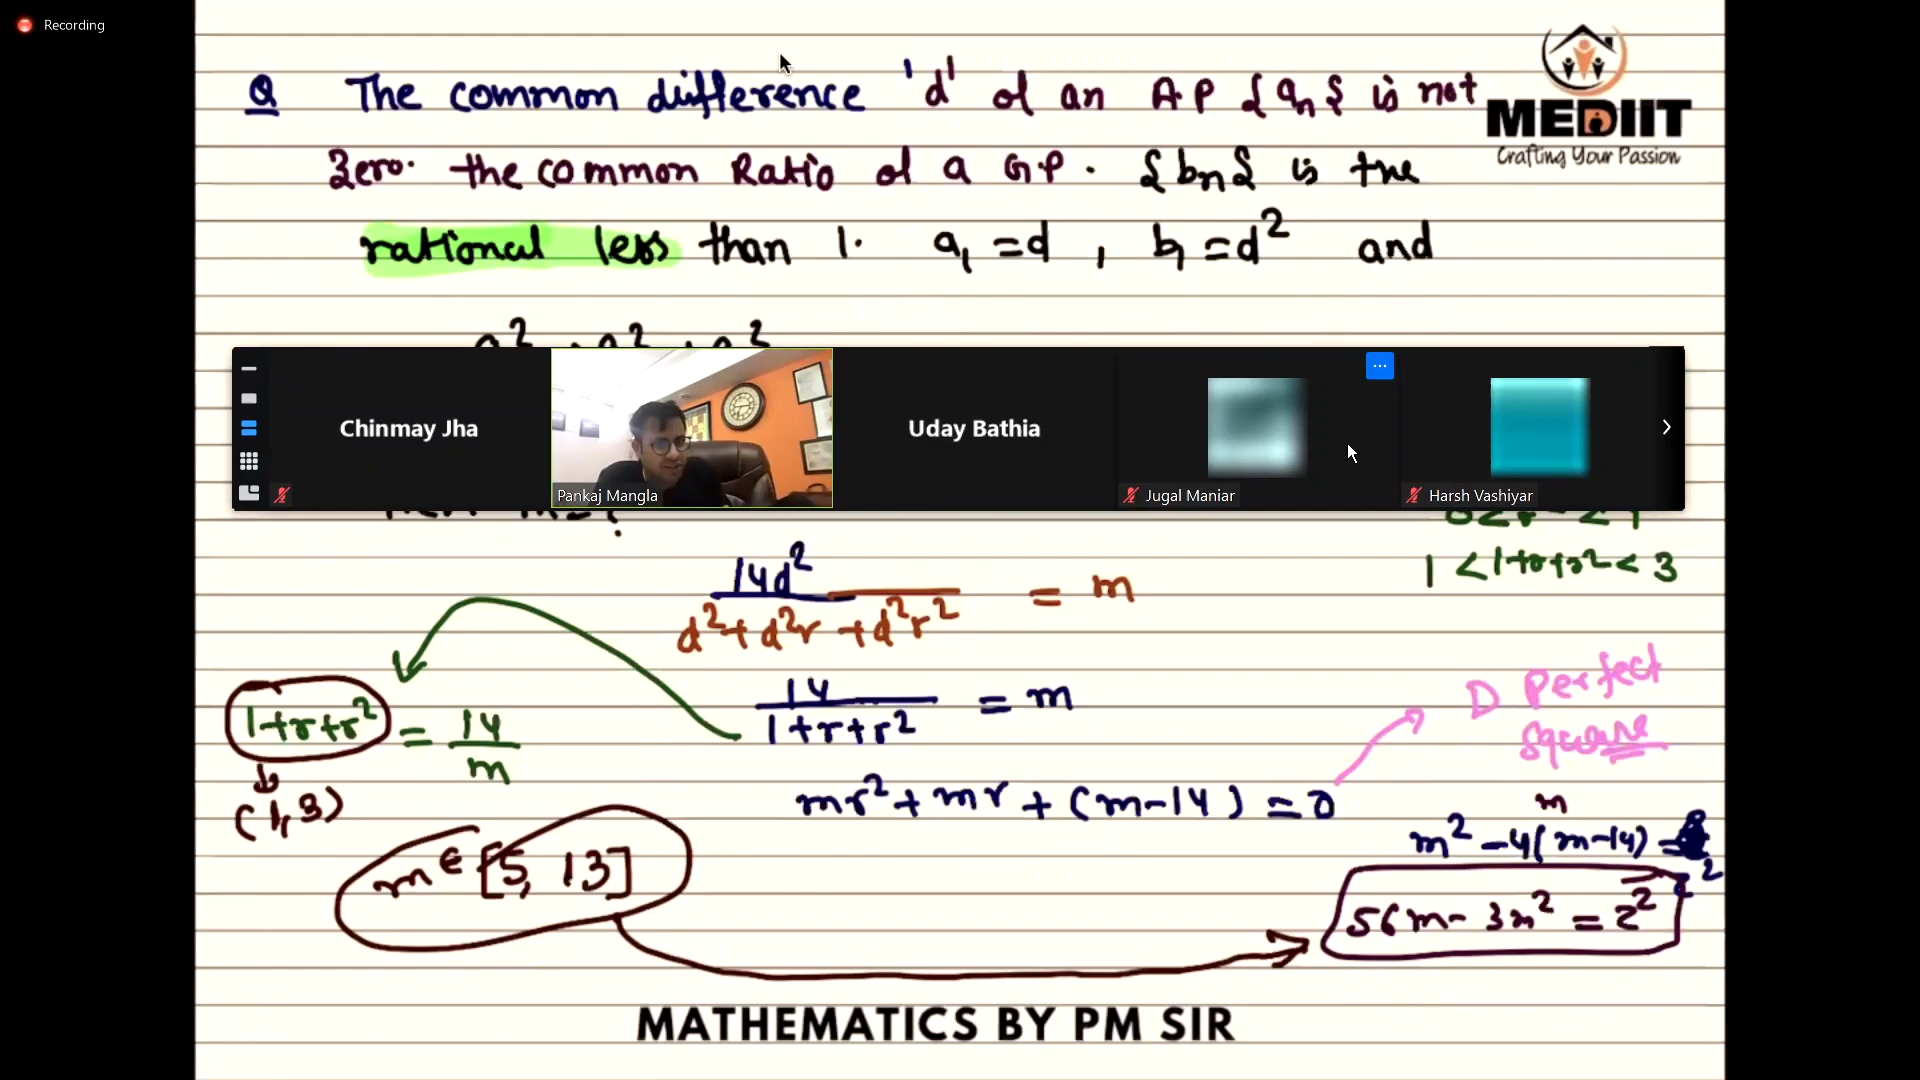 Recording
Q The common difference 'd' of an AP {an} is not
MEDIIT
Crafting Your Passion
Zero. the common Ratio of a G.P. {bn} is the
rational less than 1. a₁ = d , b₁ = d² and
a² + a² + a²
Chinmay Jha
Uday Bathia
Pankaj Mangla
Jugal Maniar
Harsh Vashiyar
1 < 1+r+r² < 3
14d² / d²+d²r+d²r² = m
14 / 1+r+r² = m
1+r+r² = 14/m
(1,3)
D Perfect
Square
mr² + mr + (m-14) = 0
m
m² - 4(m-14) =
m ∈ [5, 13]
56m - 3m² = z²
MATHEMATICS BY PM SIR